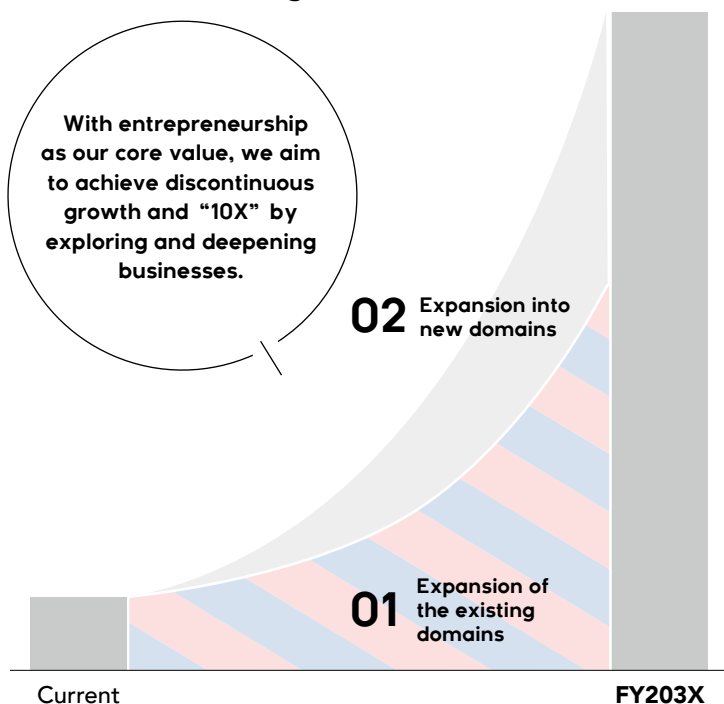 With entrepreneurship
as our core value, we aim
to achieve discontinuous
growth and “10X” by
exploring and deepening
businesses.
02 Expansion into
new domains
01 Expansion of
the existing
domains
Current
FY203X